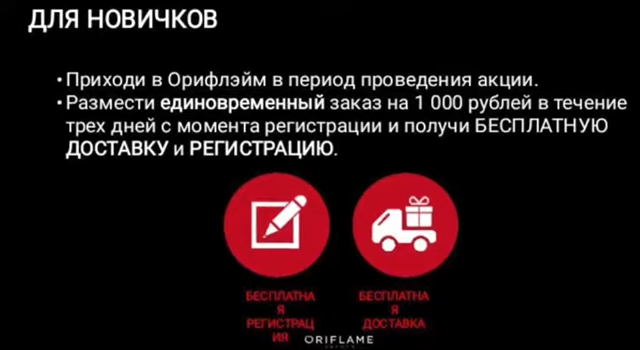 ДЛЯ НОВИЧКОВ
• Приходи в Орифлэйм в период проведения акции.
• Размести единовременный заказ на 1 000 рублей в течение
трех дней с момента регистрации и получи БЕСПЛАТНУЮ
ДОСТАВКУ и РЕГИСТРАЦИЮ.
БЕСПЛАТНА
Я
РЕГИСТРАЦ
ИЯ
БЕСПЛАТНА
Я
ДОСТАВКА
ORIFLAME